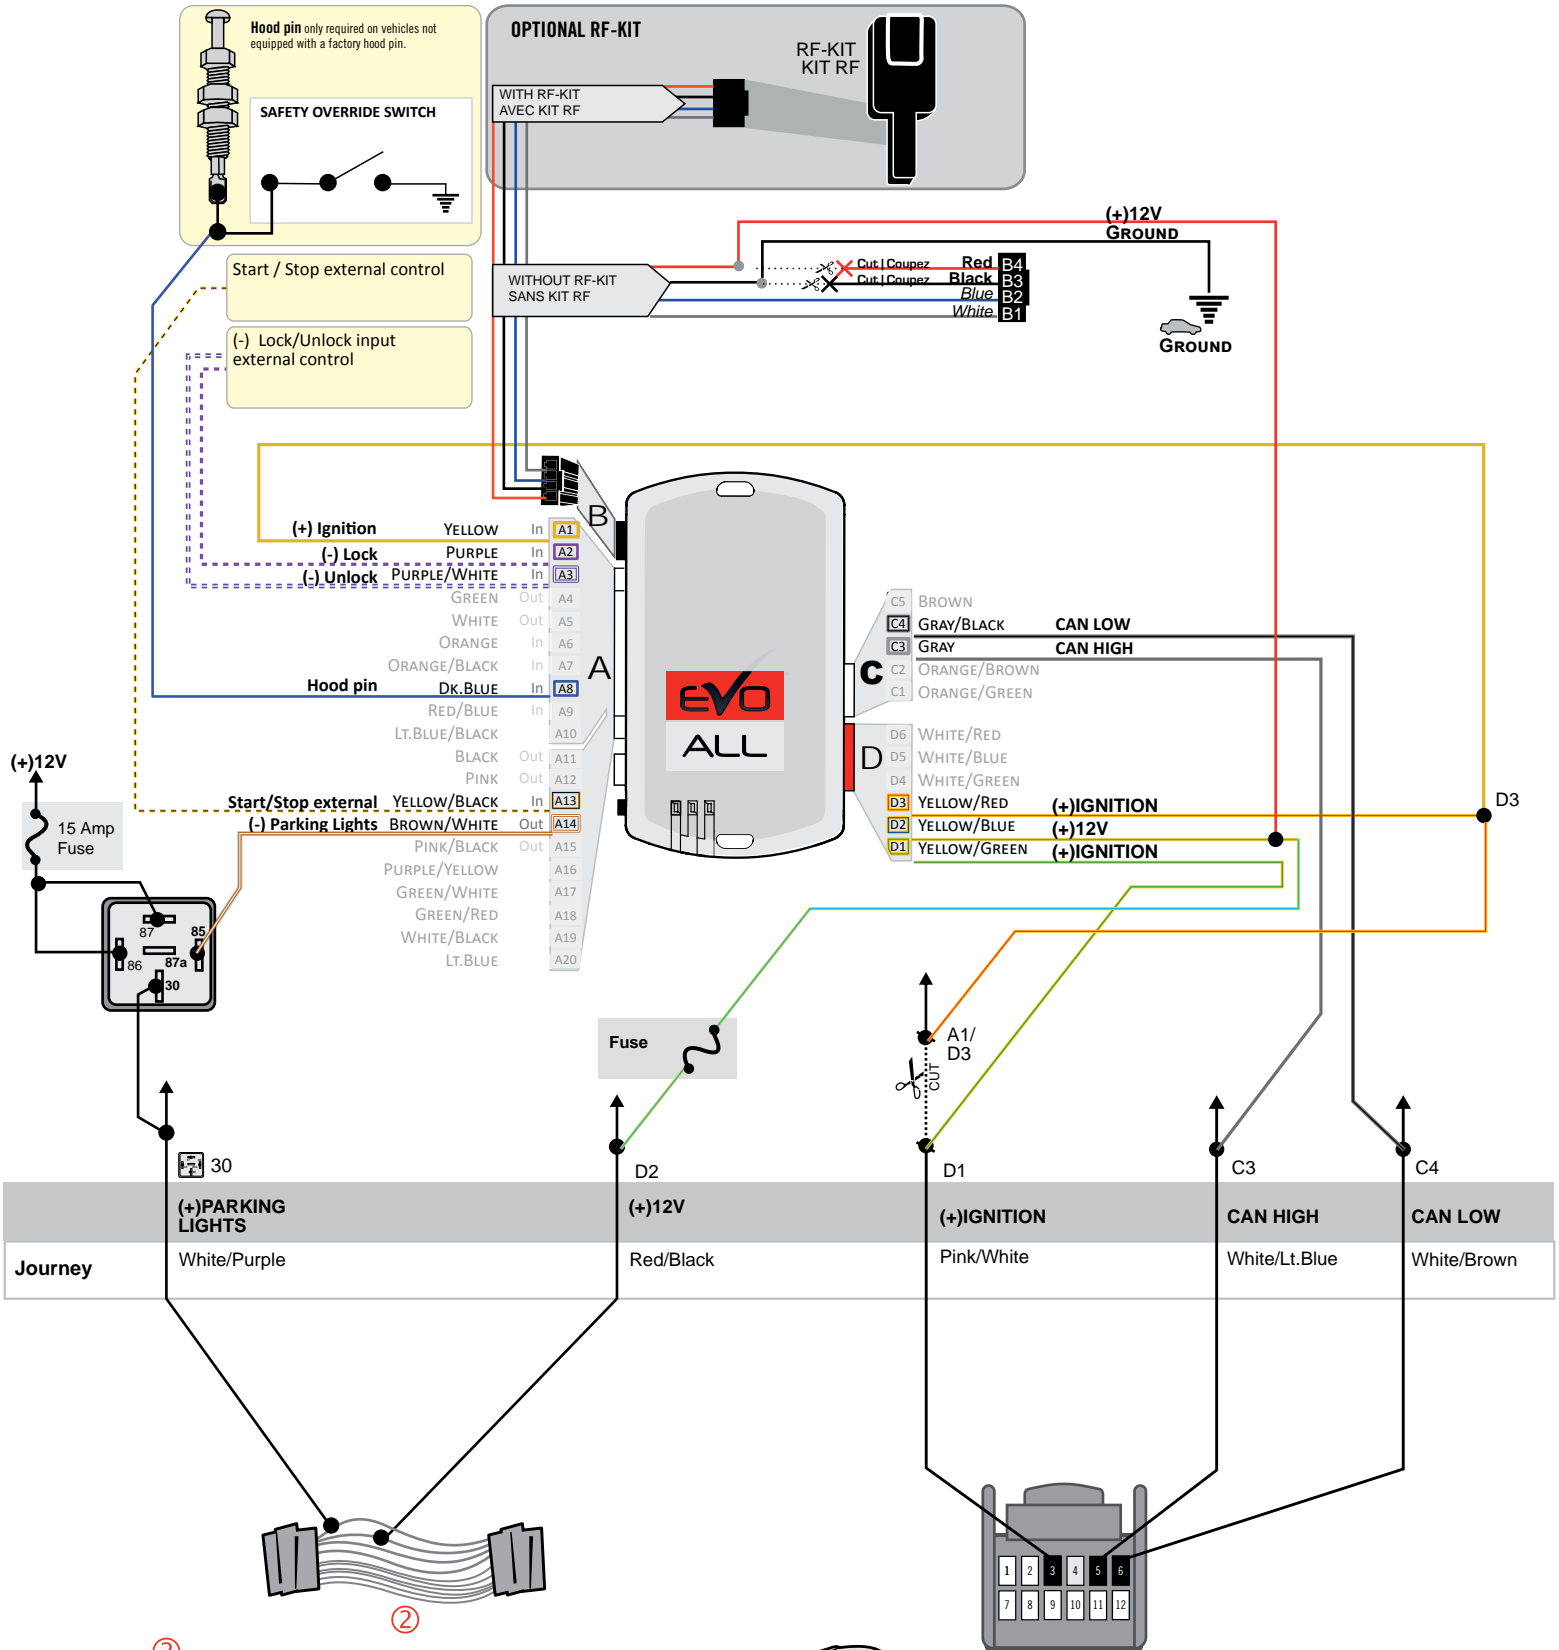 Hood pin only required on vehicles not
equipped with a factory hood pin.
SAFETY OVERRIDE SWITCH
OPTIONAL RF-KIT
RF-KIT
KIT RF
WITH RF-KIT
AVEC KIT RF
(+)12V
GROUND
Start / Stop external control
WITHOUT RF-KIT
SANS KIT RF
Cut | Coupez Red B4
Cut | Coupez Black B3
Blue B2
White B1
GROUND
(-) Lock/Unlock input
external control
B
(+) Ignition YELLOW In A1
(-) Lock PURPLE In A2
(-) Unlock PURPLE/WHITE In A3
GREEN Out A4
WHITE Out A5
ORANGE In A6
ORANGE/BLACK In A7
Hood pin DK.BLUE In A8
RED/BLUE In A9
LT.BLUE/BLACK A10
BLACK Out A11
PINK Out A12
Start/Stop external YELLOW/BLACK In A13
(-) Parking Lights BROWN/WHITE Out A14
PINK/BLACK Out A15
PURPLE/YELLOW A16
GREEN/WHITE A17
GREEN/RED A18
WHITE/BLACK A19
LT.BLUE A20
A
EVO
ALL
C5 BROWN
C4 GRAY/BLACK CAN LOW
C3 GRAY CAN HIGH
C2 ORANGE/BROWN
C1 ORANGE/GREEN
C
D6 WHITE/RED
D5 WHITE/BLUE
D4 WHITE/GREEN
D3 YELLOW/RED (+)IGNITION
D2 YELLOW/BLUE (+)12V
D1 YELLOW/GREEN (+)IGNITION
D
D3
(+)12V
15 Amp
Fuse
87
85
86
87a
30
Fuse
A1/
D3
CUT
30
D2
D1
C3
C4
(+)PARKING
LIGHTS
(+)12V
(+)IGNITION
CAN HIGH
CAN LOW
Journey
White/Purple
Red/Black
Pink/White
White/Lt.Blue
White/Brown
1 2 3 4 5 6
7 8 9 10 11 12
②